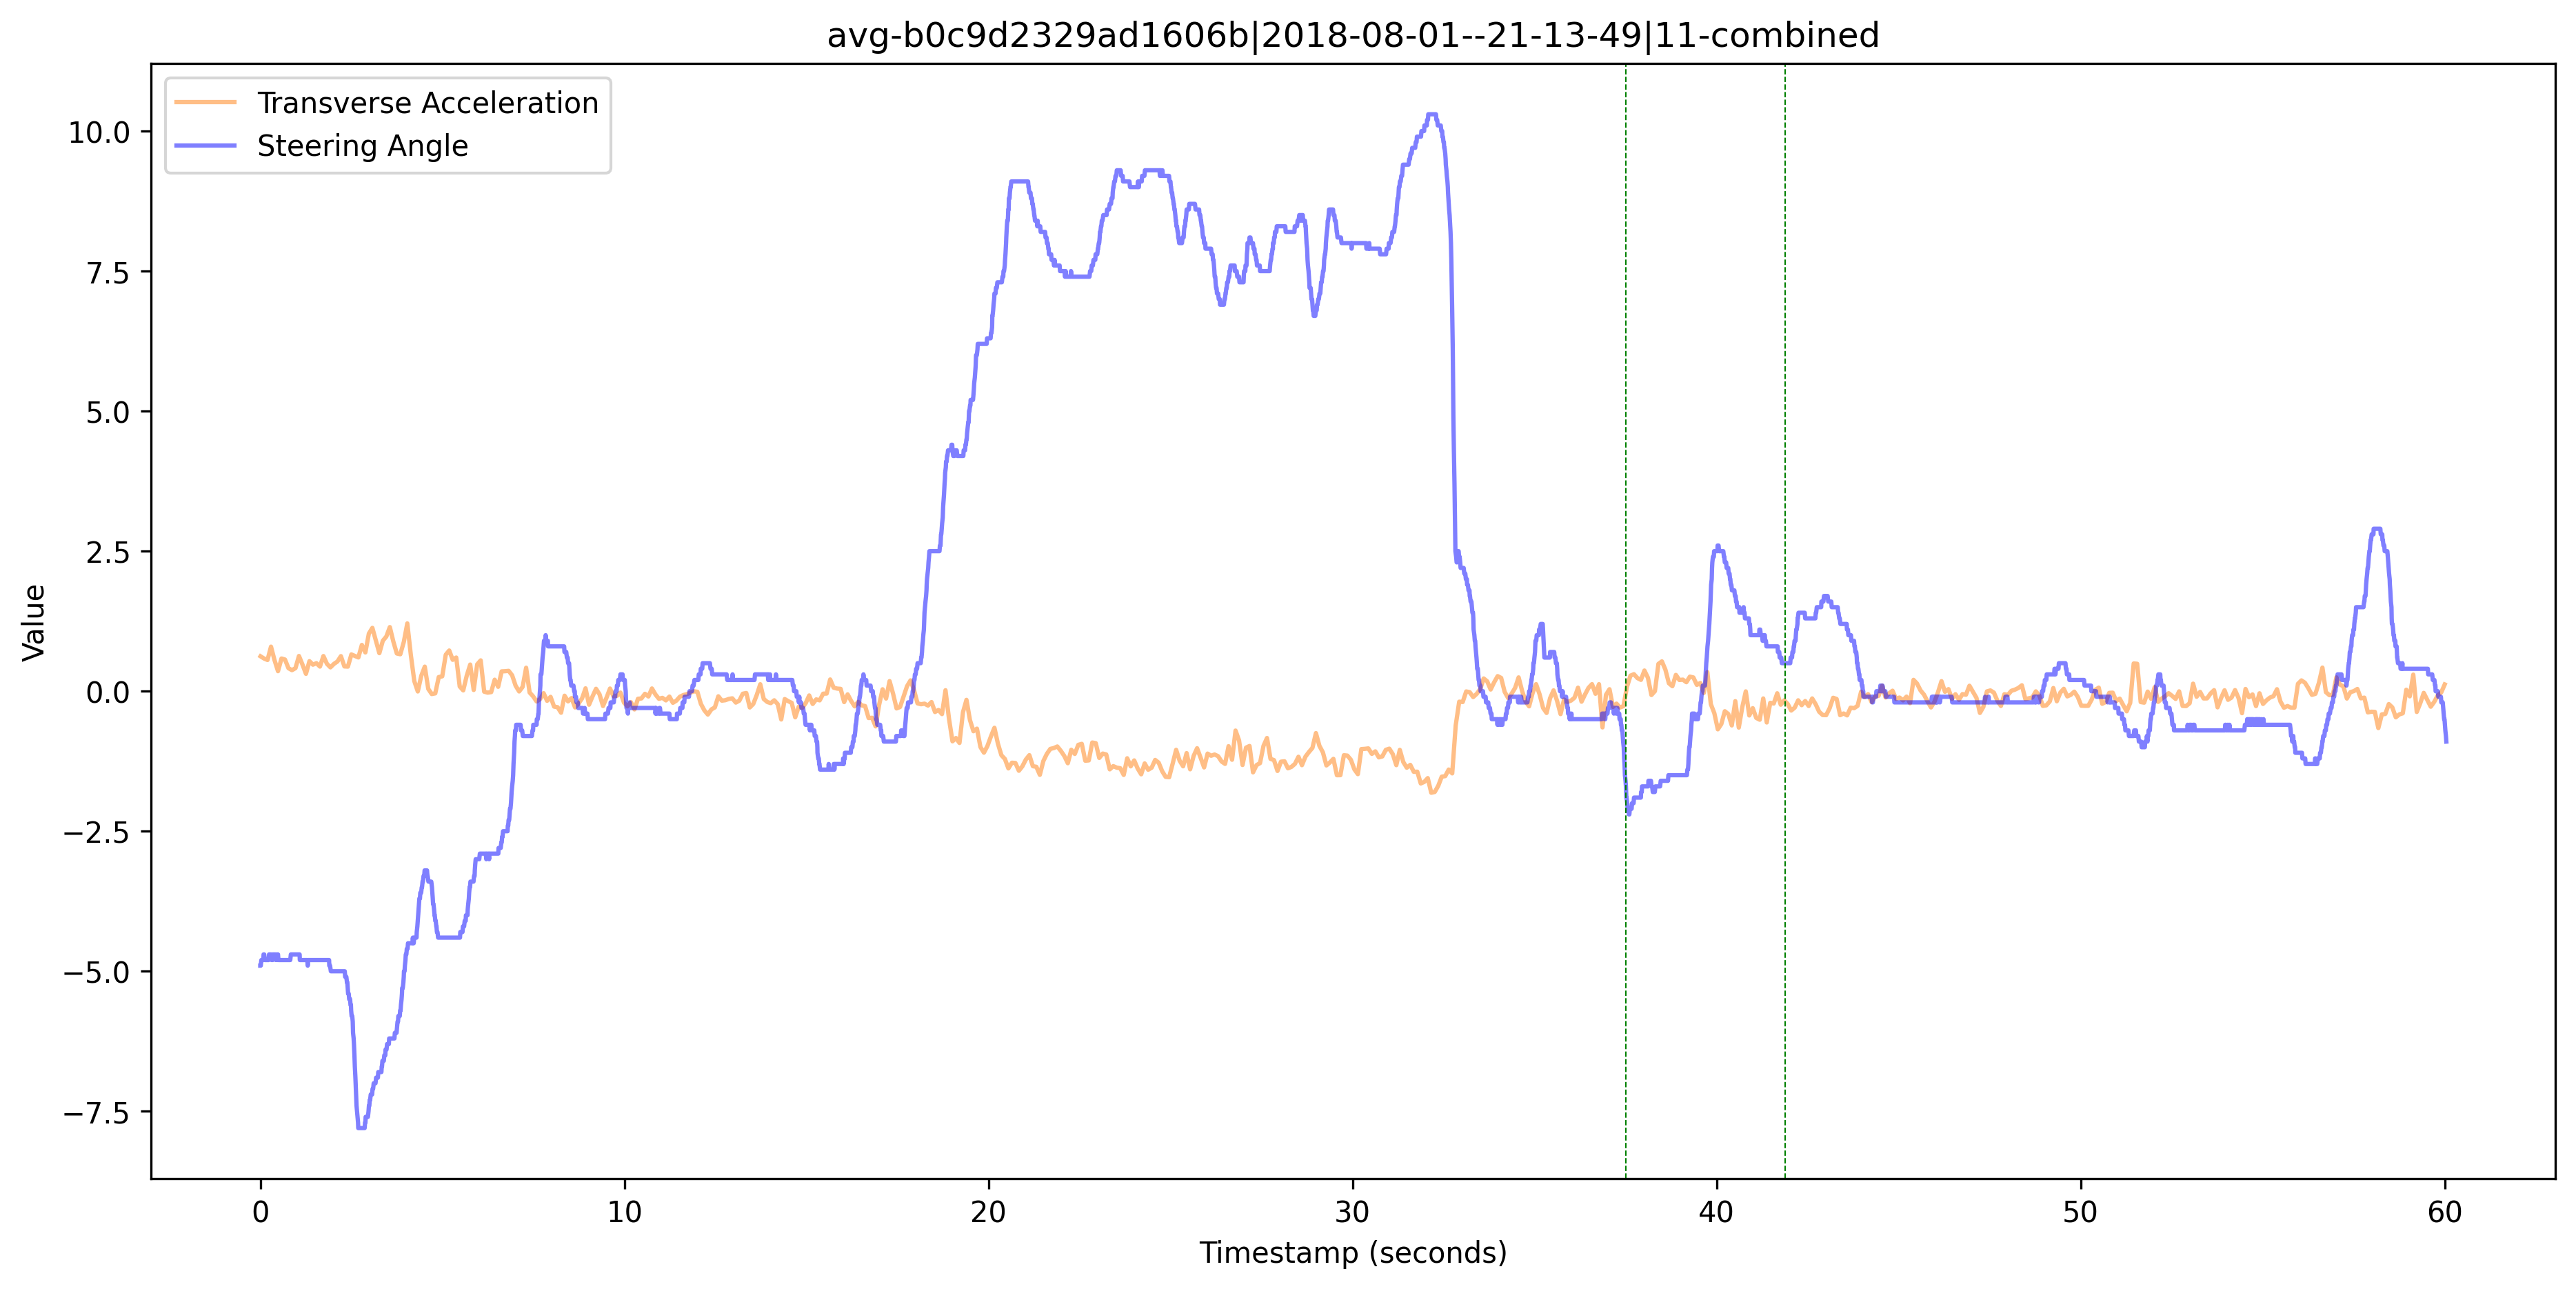 avg-b0c9d2329ad1606b|2018-08-01--21-13-49|11-combined
Transverse Acceleration
Steering Angle
10.0
7.5
5.0
2.5
0.0
−2.5
−5.0
−7.5
Value
0 10 20 30 40 50 60
Timestamp (seconds)